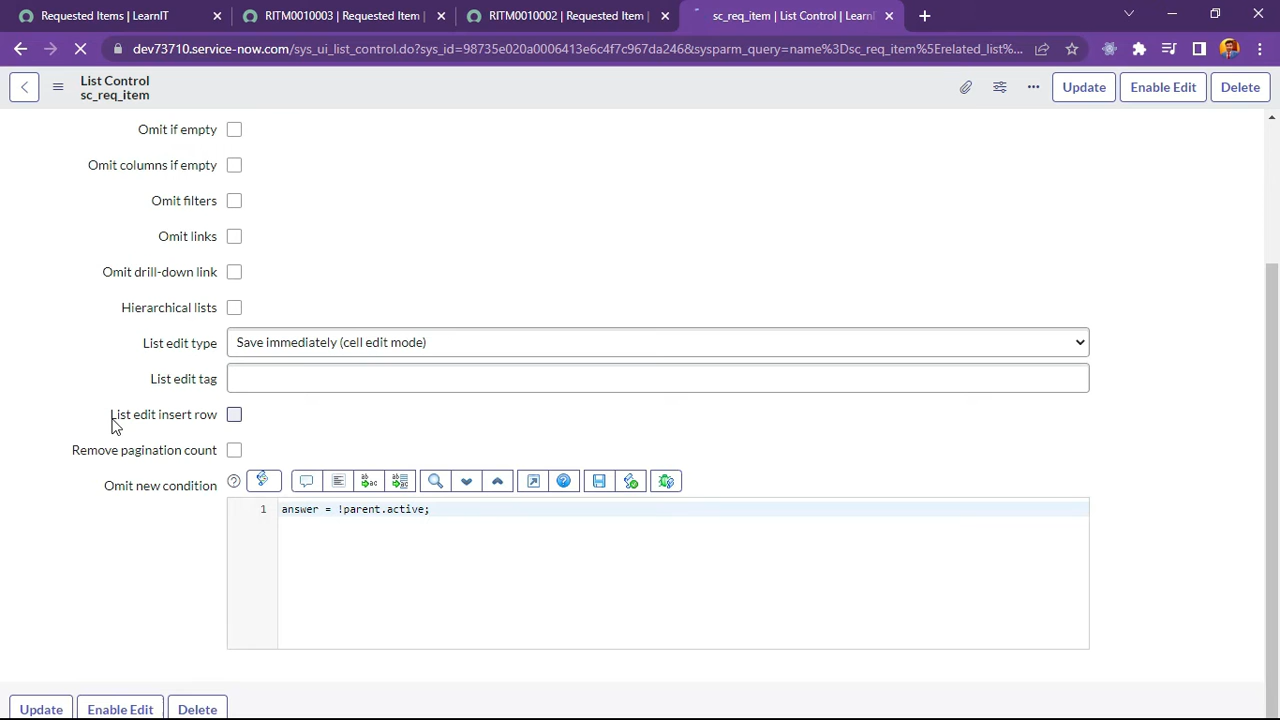 Requested Items | LearnIT
RITM0010003 | Requested Item |
RITM0010002 | Requested Item |
sc_req_item | List Control | Learn
dev73710.service-now.com/sys_ui_list_control.do?sys_id=98735e020a0006413e6c4f7c967da246&sysparm_query=name%3Dsc_req_item%5Erelated_list%...
List Control
sc_req_item
Update
Enable Edit
Delete
Omit if empty
Omit columns if empty
Omit filters
Omit links
Omit drill-down link
Hierarchical lists
List edit type
Save immediately (cell edit mode)
List edit tag
List edit insert row
Remove pagination count
Omit new condition
1 answer = !parent.active;
Update
Enable Edit
Delete